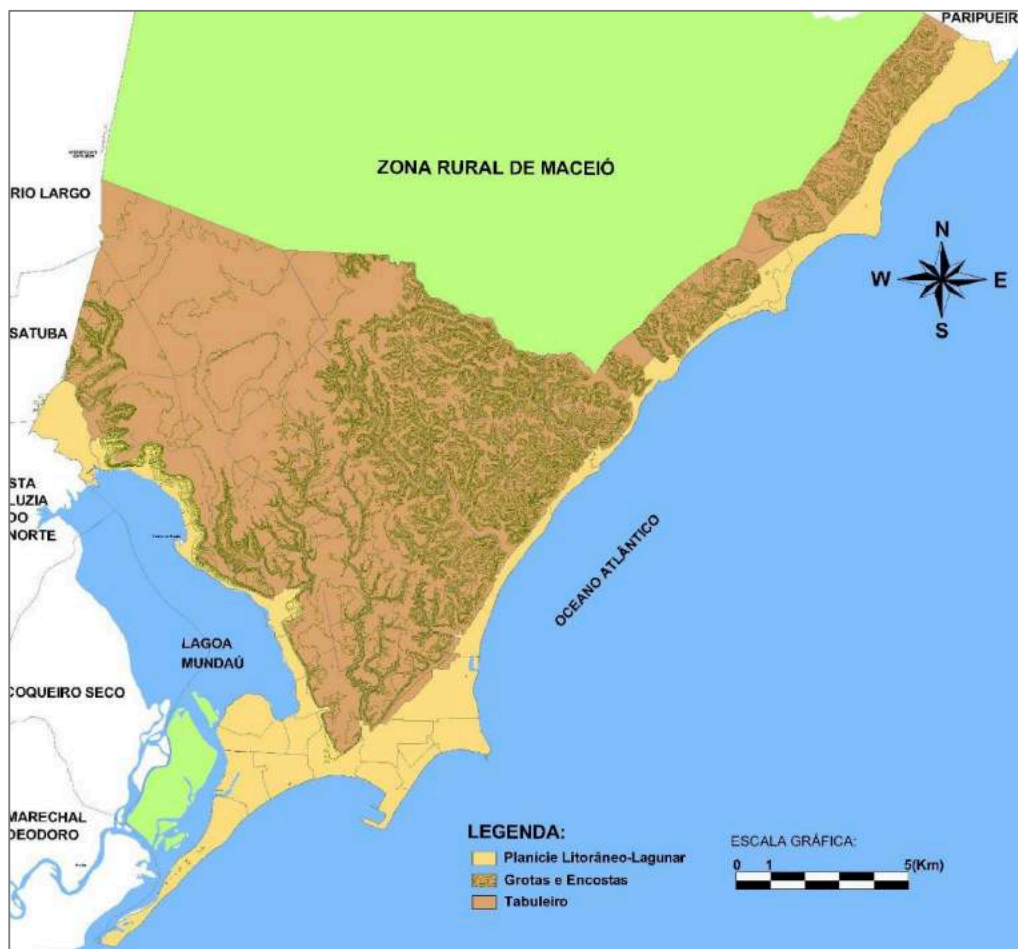 PARIPUEIR
ZONA RURAL DE MACEIÓ
RIO LARGO
N
W E
S
SATUBA
STA
LUZIA
DO
NORTE
OCEANO ATLÂNTICO
LAGOA
MUNDAÚ
COQUEIRO SECO
MARECHAL
DEODORO
LEGENDA:
Planície Litorâneo-Lagunar
Grotas e Encostas
Tabuleiro
ESCALA GRÁFICA:
0 1 5(Km)